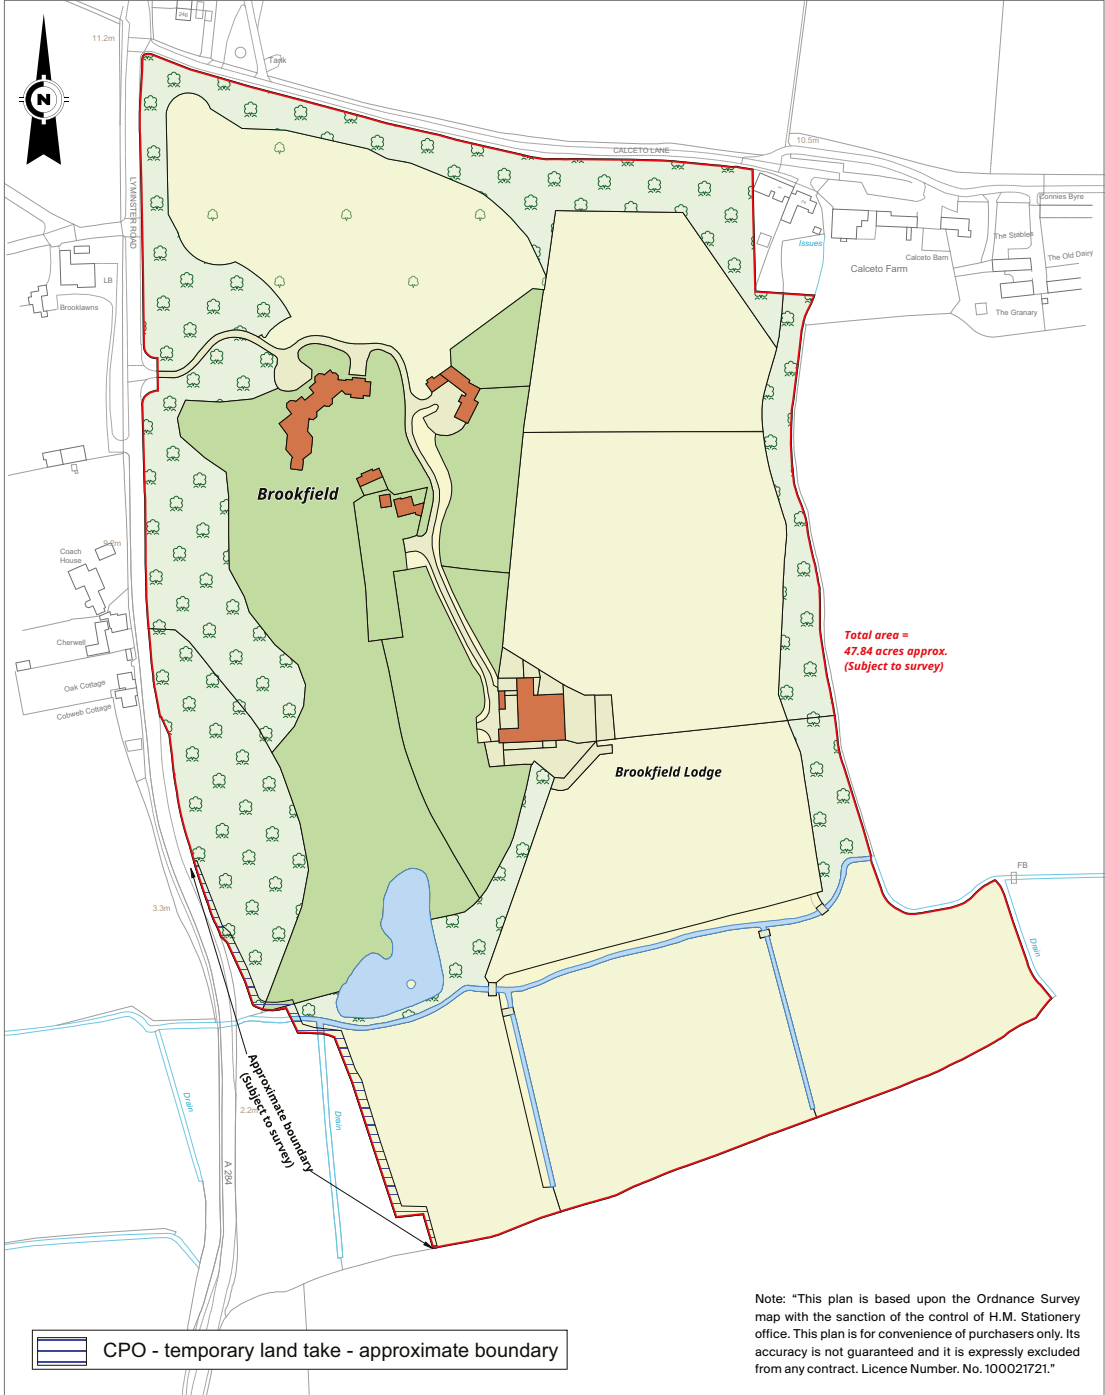 24g
11.2m
Tank
N
CALCETO LANE
10.5m
LYMINSTER ROAD
1
2
Connies Byre
The Stables
Issues
Calceto Barn
The Old Dairy
Calceto Farm
LB
Brooklawns
The Granary
Brookfield
9.2m
Coach
House
Total area =
47.84 acres approx.
(Subject to survey)
Cherwell
Oak Cottage
Cobweb Cottage
Brookfield Lodge
FB
3.3m
Drain
Approximate boundary
(Subject to survey)
Drain
2.2m
Drain
A 284
Note: “This plan is based upon the Ordnance Survey
map with the sanction of the control of H.M. Stationery
office. This plan is for convenience of purchasers only. Its
accuracy is not guaranteed and it is expressly excluded
from any contract. Licence Number. No. 100021721.”
CPO - temporary land take - approximate boundary